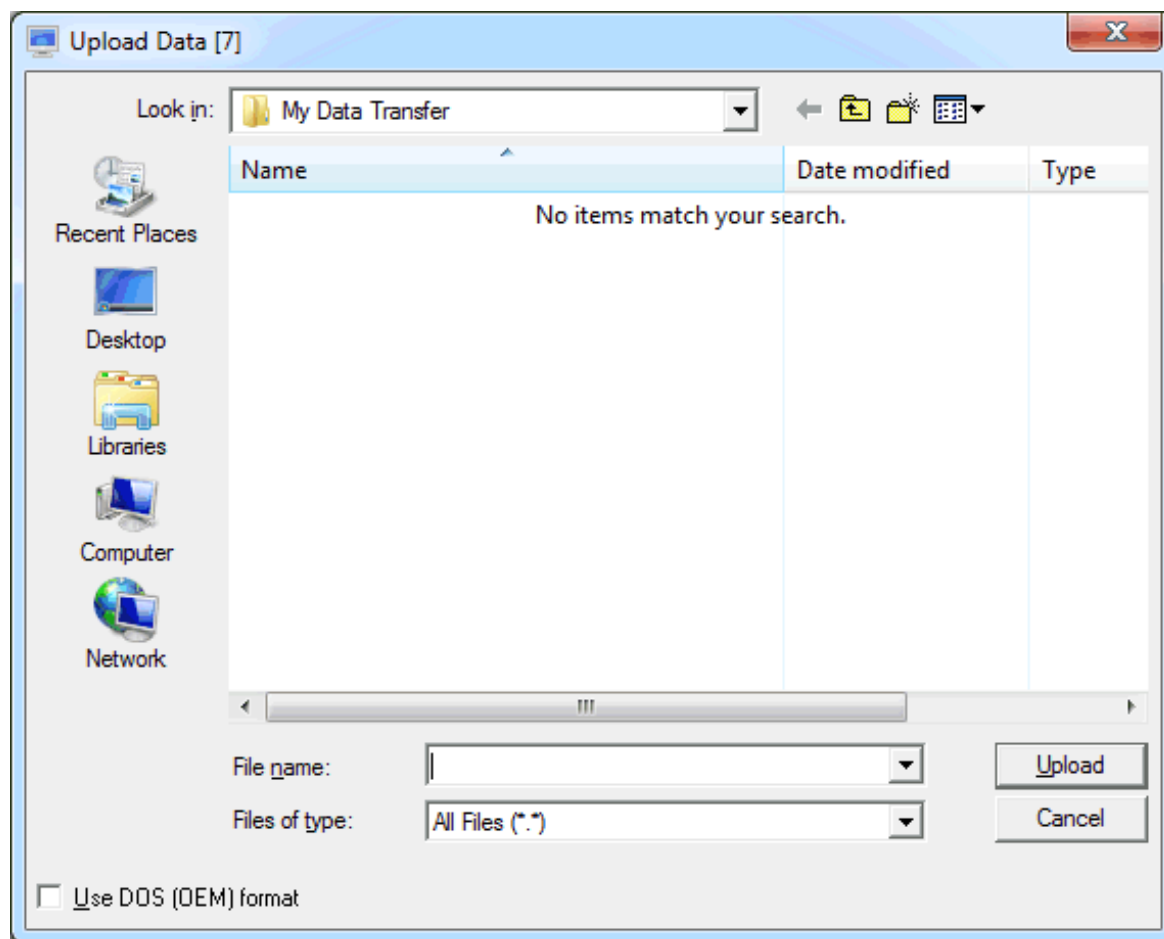 Upload Data [7]
Look in: My Data Transfer
Name Date modified Type
No items match your search.
Recent Places
Desktop
Libraries
Computer
Network
File name: Upload
Files of type: All Files (*.*) Cancel
Use DOS (OEM) format